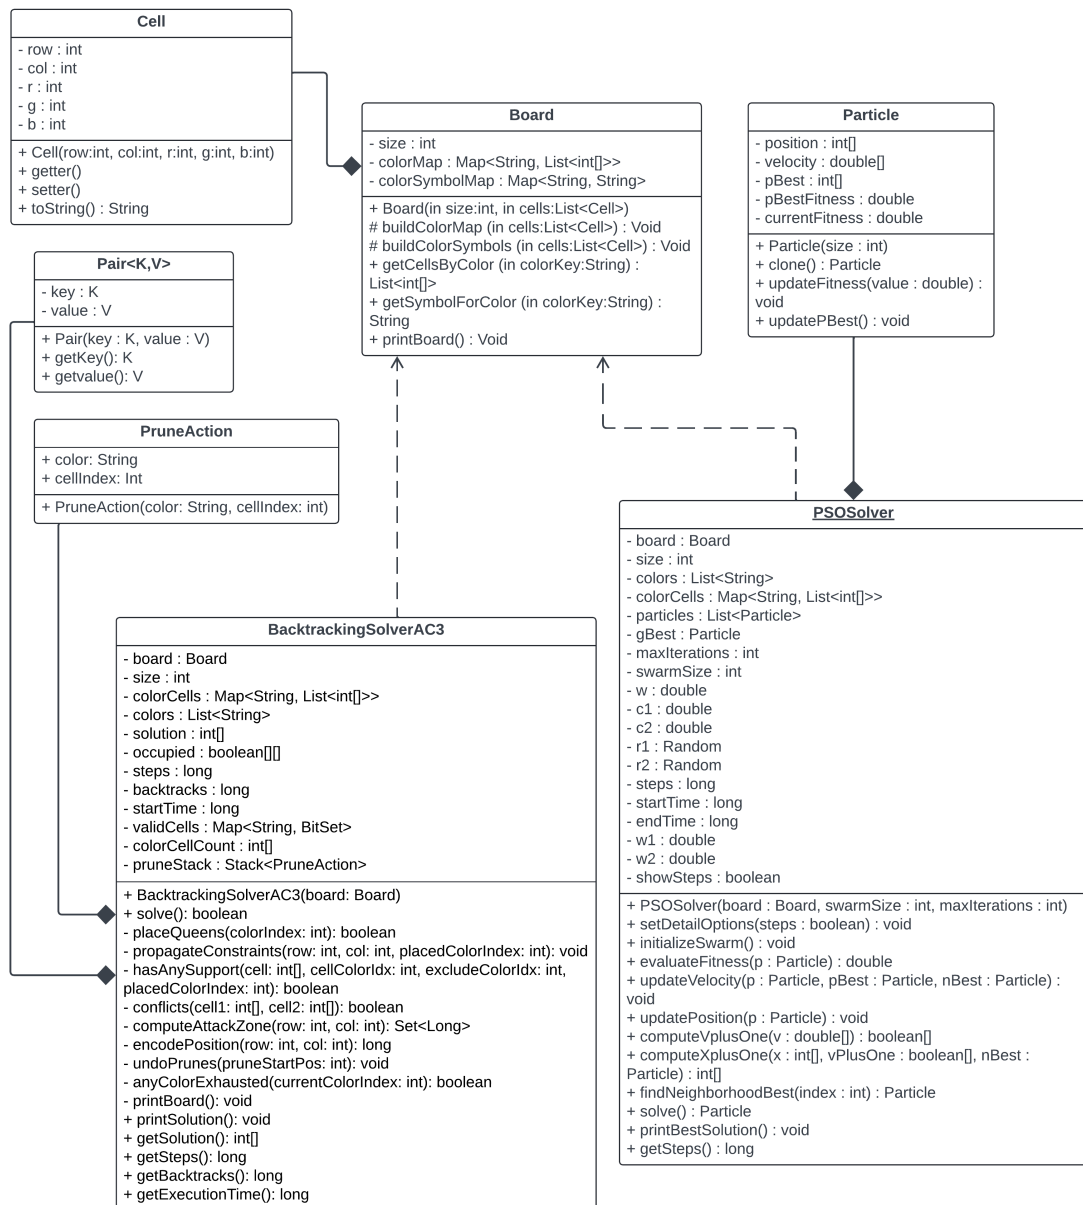 Cell
- row : int
- col : int
- r : int
- g : int
- b : int
+ Cell(row:int, col:int, r:int, g:int, b:int)
+ getter()
+ setter()
+ toString() : String
Board
- size : int
- colorMap : Map<String, List<int[]>>
- colorSymbolMap : Map<String, String>
+ Board(in size:int, in cells:List<Cell>)
# buildColorMap (in cells:List<Cell>) : Void
# buildColorSymbols (in cells:List<Cell>) : Void
+ getCellsByColor (in colorKey:String) :
List<int[]>
+ getSymbolForColor (in colorKey:String) :
String
+ printBoard() : Void
Particle
- position : int[]
- velocity : double[]
- pBest : int[]
- pBestFitness : double
- currentFitness : double
+ Particle(size : int)
+ clone() : Particle
+ updateFitness(value : double) :
void
+ updatePBest() : void
Pair<K,V>
- key : K
- value : V
+ Pair(key : K, value : V)
+ getKey(): K
+ getvalue(): V
PruneAction
+ color: String
+ cellIndex: Int
+ PruneAction(color: String, cellIndex: int)
BacktrackingSolverAC3
- board : Board
- size : int
- colorCells : Map<String, List<int[]>>
- colors : List<String>
- solution : int[]
- occupied : boolean[][]
- steps : long
- backtracks : long
- startTime : long
- validCells : Map<String, BitSet>
- colorCellCount : int[]
- pruneStack : Stack<PruneAction>
+ BacktrackingSolverAC3(board: Board)
+ solve(): boolean
- placeQueens(colorIndex: int): boolean
- propagateConstraints(row: int, col: int, placedColorIndex: int): void
- hasAnySupport(cell: int[], cellColorIdx: int, excludeColorIdx: int,
placedColorIndex: int): boolean
- conflicts(cell1: int[], cell2: int[]): boolean
- computeAttackZone(row: int, col: int): Set<Long>
- encodePosition(row: int, col: int): long
- undoPrunes(pruneStartPos: int): void
- anyColorExhausted(currentColorIndex: int): boolean
- printBoard(): void
+ printSolution(): void
+ getSolution(): int[]
+ getSteps(): long
+ getBacktracks(): long
+ getExecutionTime(): long
PSOSolver
- board : Board
- size : int
- colors : List<String>
- colorCells : Map<String, List<int[]>>
- particles : List<Particle>
- gBest : Particle
- maxIterations : int
- swarmSize : int
- w : double
- c1 : double
- c2 : double
- r1 : Random
- r2 : Random
- steps : long
- startTime : long
- endTime : long
- w1 : double
- w2 : double
- showSteps : boolean
+ PSOSolver(board : Board, swarmSize : int, maxIterations : int)
+ setDetailOptions(steps : boolean) : void
+ initializeSwarm() : void
+ evaluateFitness(p : Particle) : double
+ updateVelocity(p : Particle, pBest : Particle, nBest : Particle) :
void
+ updatePosition(p : Particle) : void
+ computeVplusOne(v : double[]) : boolean[]
+ computeXplusOne(x : int[], vPlusOne : boolean[], nBest :
Particle) : int[]
+ findNeighborhoodBest(index : int) : Particle
+ solve() : Particle
+ printBestSolution() : void
+ getSteps() : long